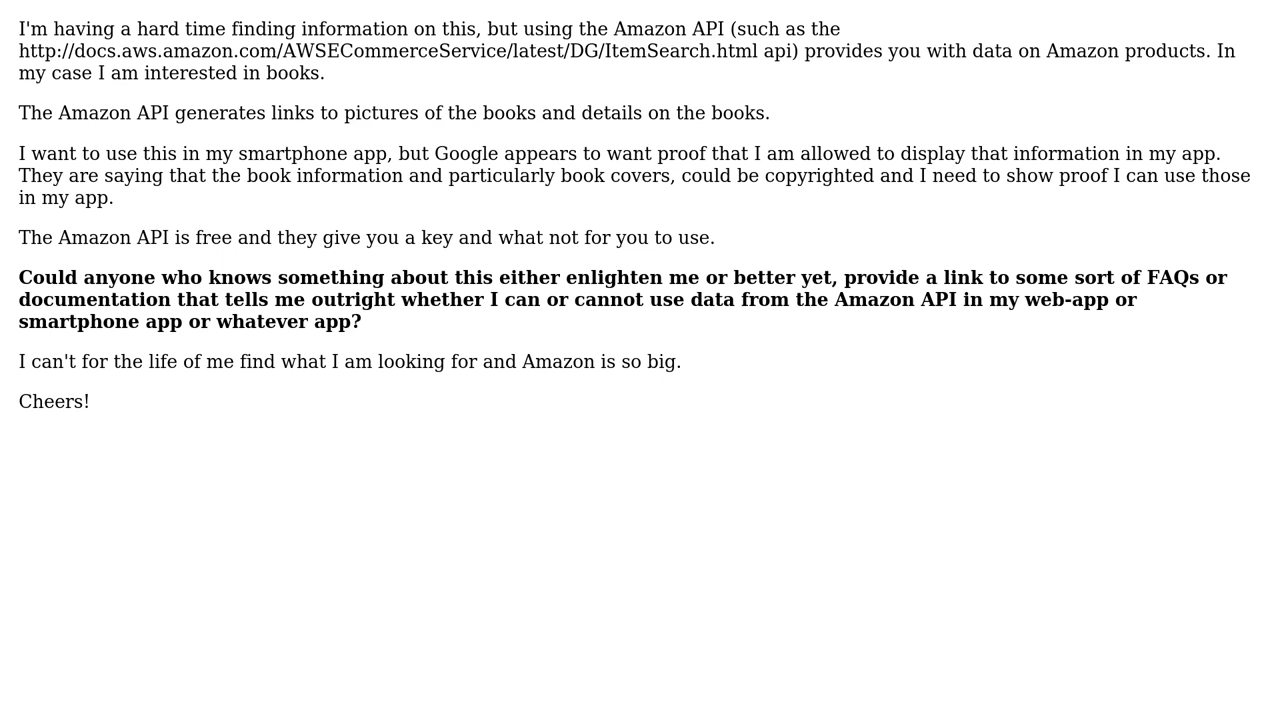 I'm having a hard time finding information on this, but using the Amazon API (such as the
http://docs.aws.amazon.com/AWSECommerceService/latest/DG/ItemSearch.html api) provides you with data on Amazon products. In
my case I am interested in books.
The Amazon API generates links to pictures of the books and details on the books.
I want to use this in my smartphone app, but Google appears to want proof that I am allowed to display that information in my app.
They are saying that the book information and particularly book covers, could be copyrighted and I need to show proof I can use those
in my app.
The Amazon API is free and they give you a key and what not for you to use.
Could anyone who knows something about this either enlighten me or better yet, provide a link to some sort of FAQs or
documentation that tells me outright whether I can or cannot use data from the Amazon API in my web-app or
smartphone app or whatever app?
I can't for the life of me find what I am looking for and Amazon is so big.
Cheers!